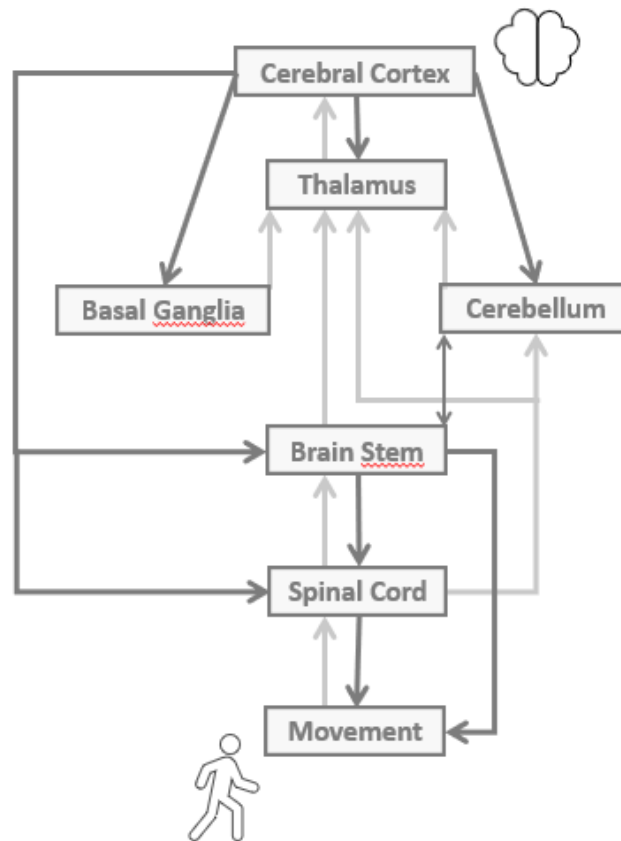 Cerebral Cortex
Thalamus
Basal Ganglia
Cerebellum
Brain Stem
Spinal Cord
Movement